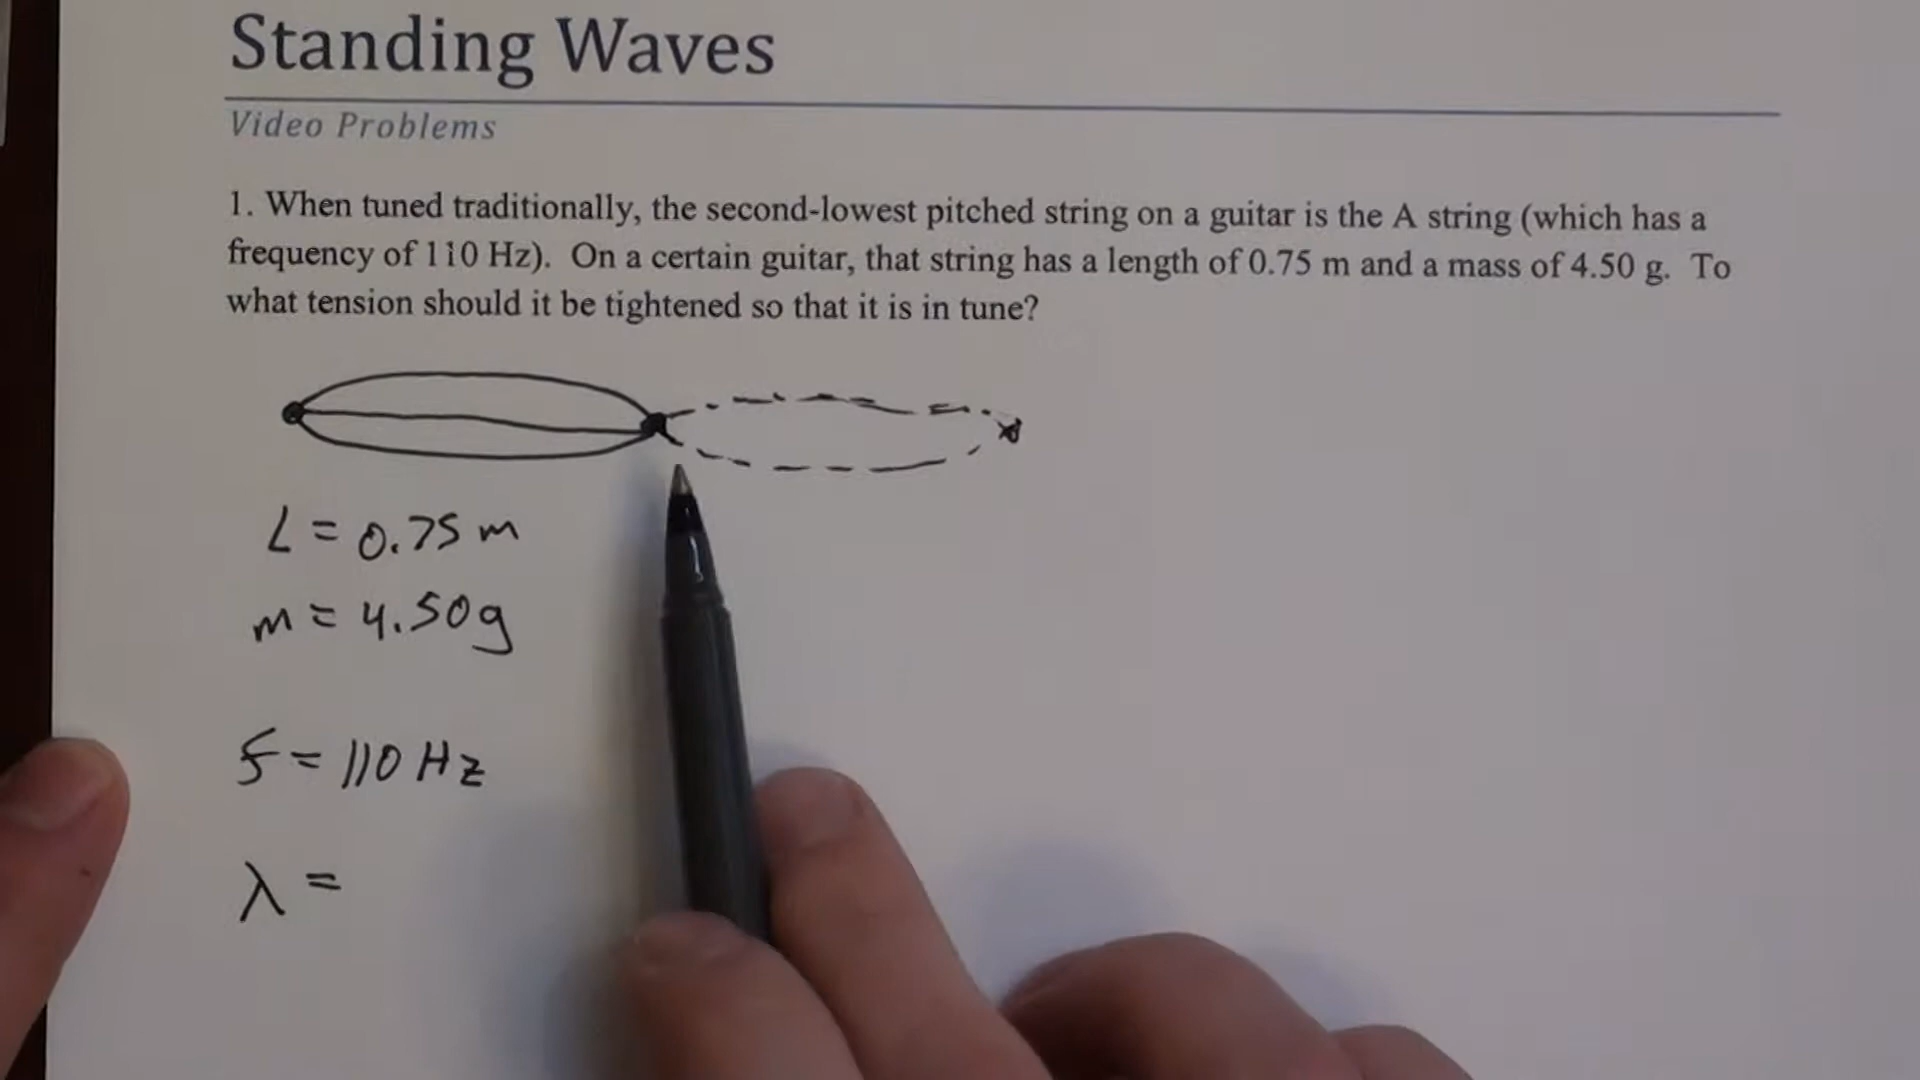 Standing Waves
Video Problems
1. When tuned traditionally, the second-lowest pitched string on a guitar is the A string (which has a
frequency of 110 Hz). On a certain guitar, that string has a length of 0.75 m and a mass of 4.50 g. To
what tension should it be tightened so that it is in tune?
L = 0.75 m
m = 4.50g
f = 110 Hz
λ =